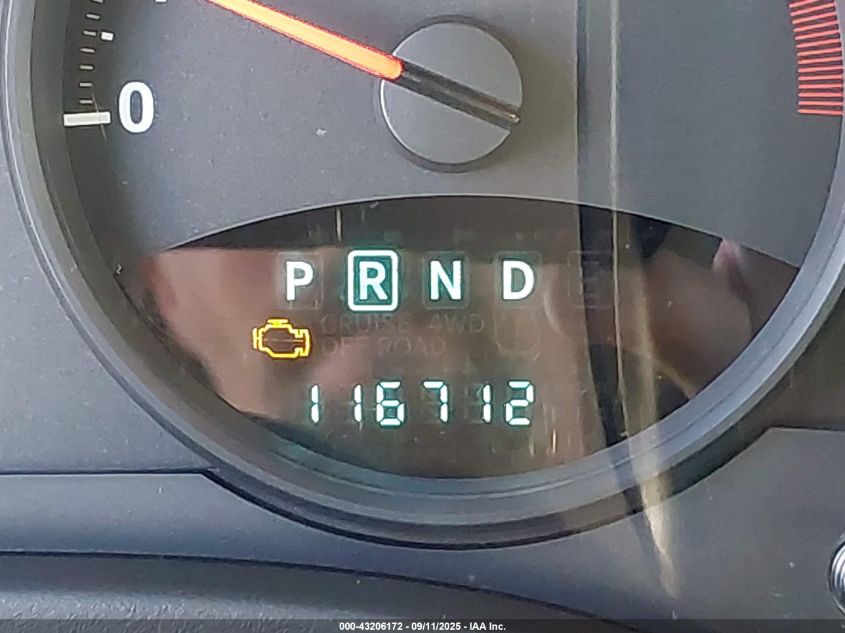 0
P R N D
CRUISE 4WD
OFF ROAD
116712
000-43206172 - 09/11/2025 - IAA Inc.